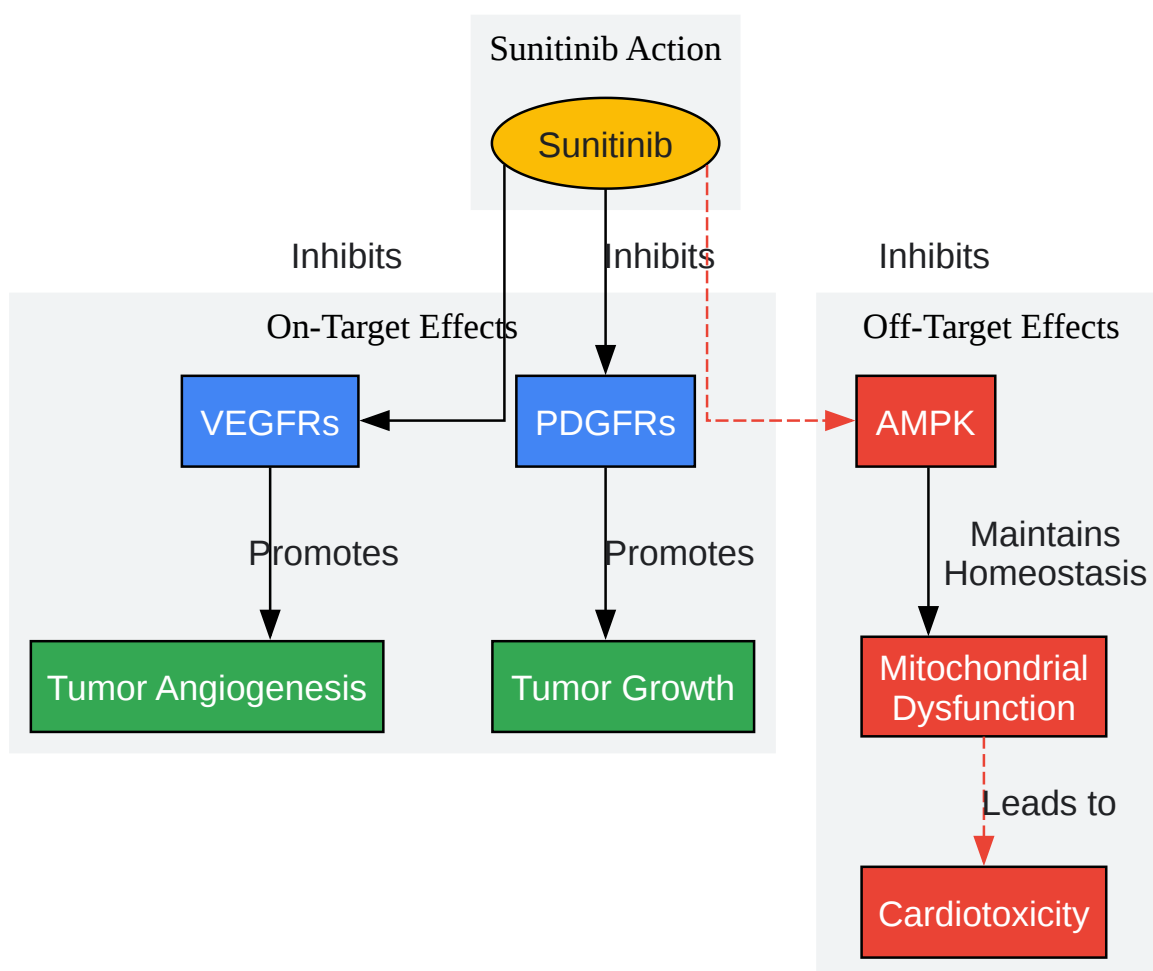 Sunitinib Action
Sunitinib
Inhibits
Inhibits
Inhibits
On-Target Effects
Off-Target Effects
VEGFRs
PDGFRs
AMPK
Promotes
Promotes
Maintains
Homeostasis
Tumor Angiogenesis
Tumor Growth
Mitochondrial
Dysfunction
Leads to
Cardiotoxicity